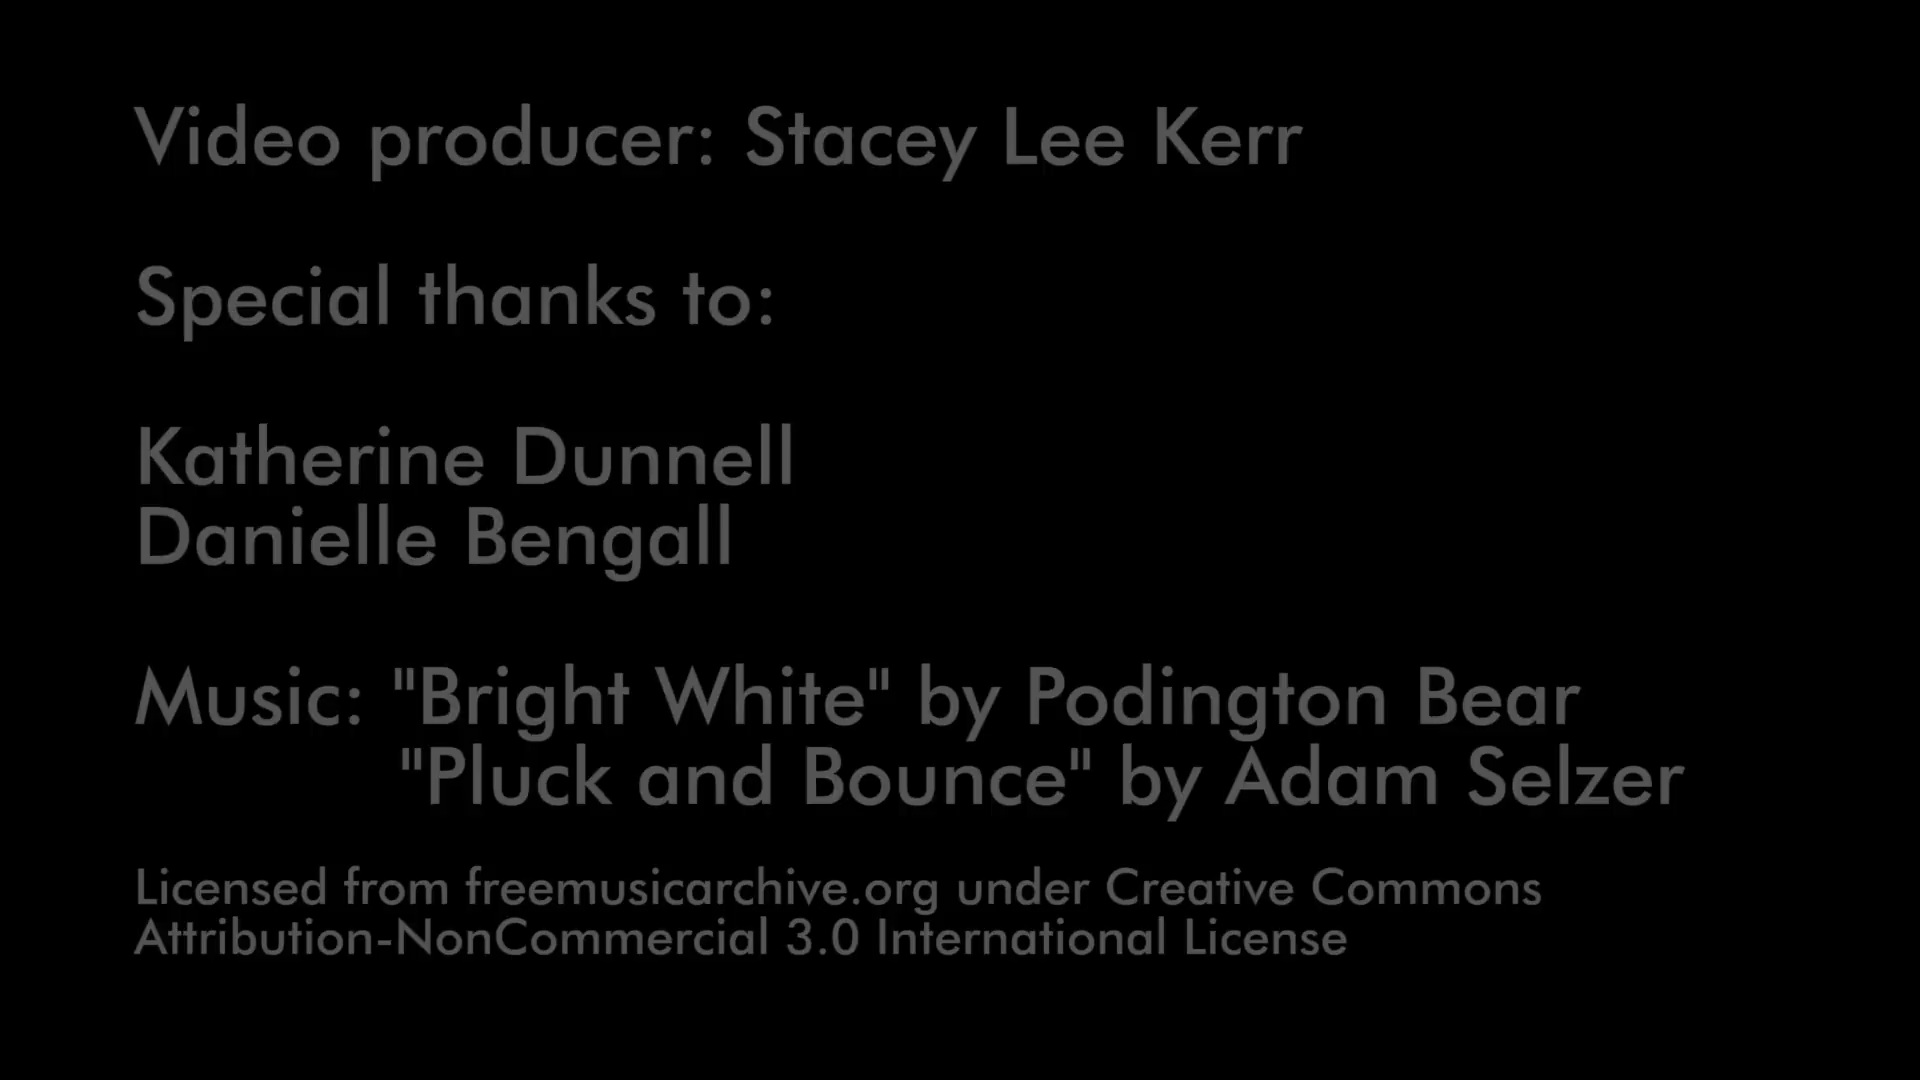 Video producer: Stacey Lee Kerr
Special thanks to:
Katherine Dunnell
Danielle Bengall
Music: "Bright White" by Podington Bear
"Pluck and Bounce" by Adam Selzer
Licensed from freemusicarchive.org under Creative Commons
Attribution-NonCommercial 3.0 International License